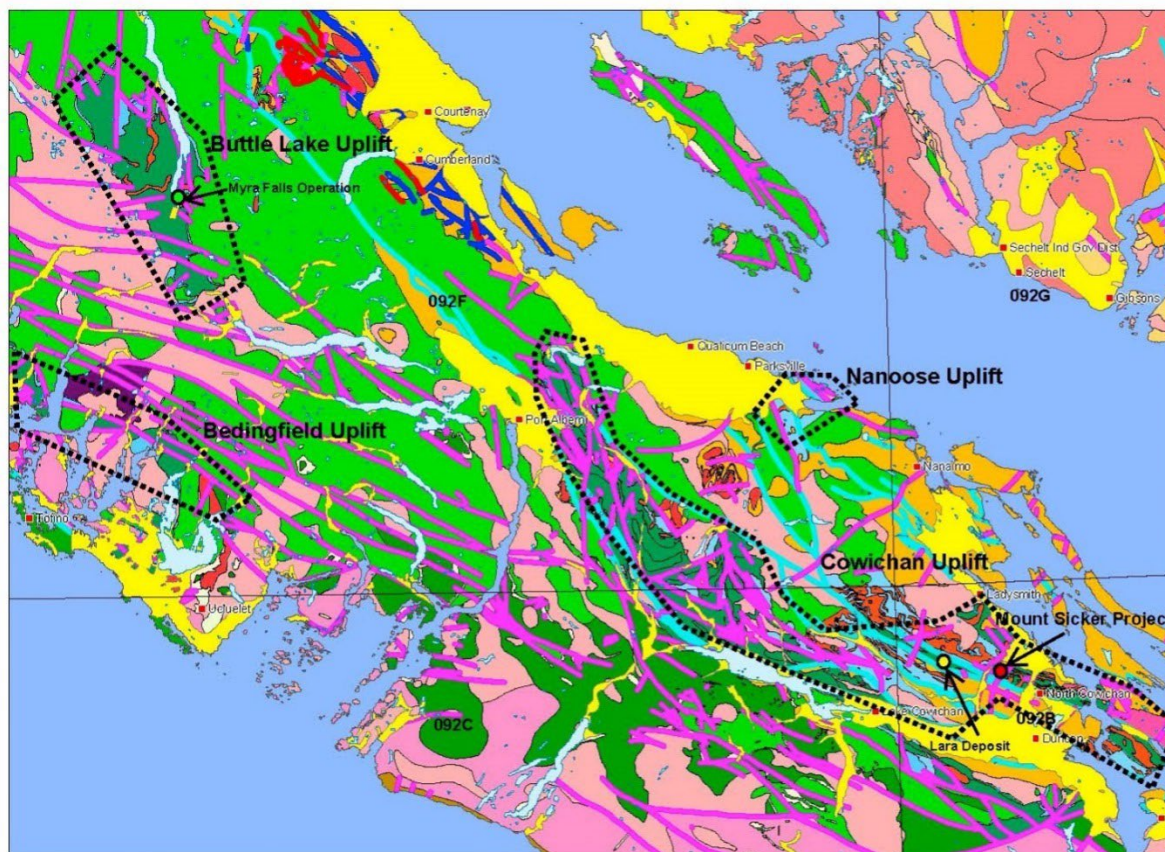 Courtenay
Buttle Lake Uplift
Cumberland
Myra Falls Operation
Sechelt Ind Gov Dist
Sechelt
092G
Gibsons
092F
Qualicum Beach
Parksville
Nanoose Uplift
Port Alberni
Bedingfield Uplift
Nanaimo
Tofino
Cowichan Uplift
Ladysmith
Ucluelet
Mount Sicker Projec
North Cowichan
Cowichan
092C
092B
Lara Deposit
Duncan